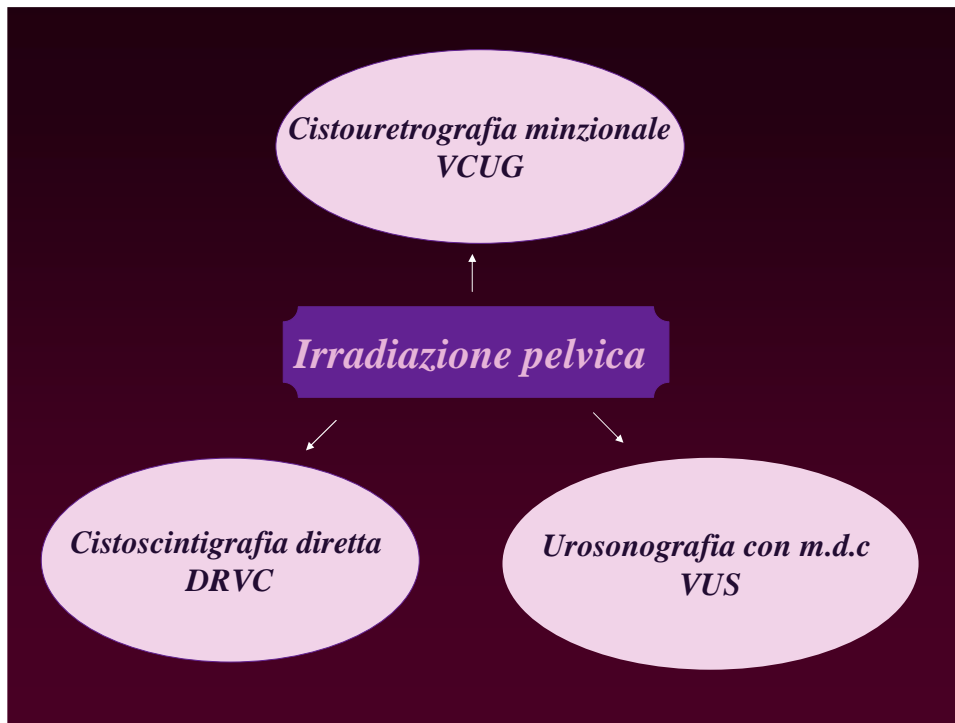 Cistouretrografia minzionale
VCUG
Irradiazione pelvica
Cistoscintigrafia diretta
DRVC
Urosonografia con m.d.c
VUS